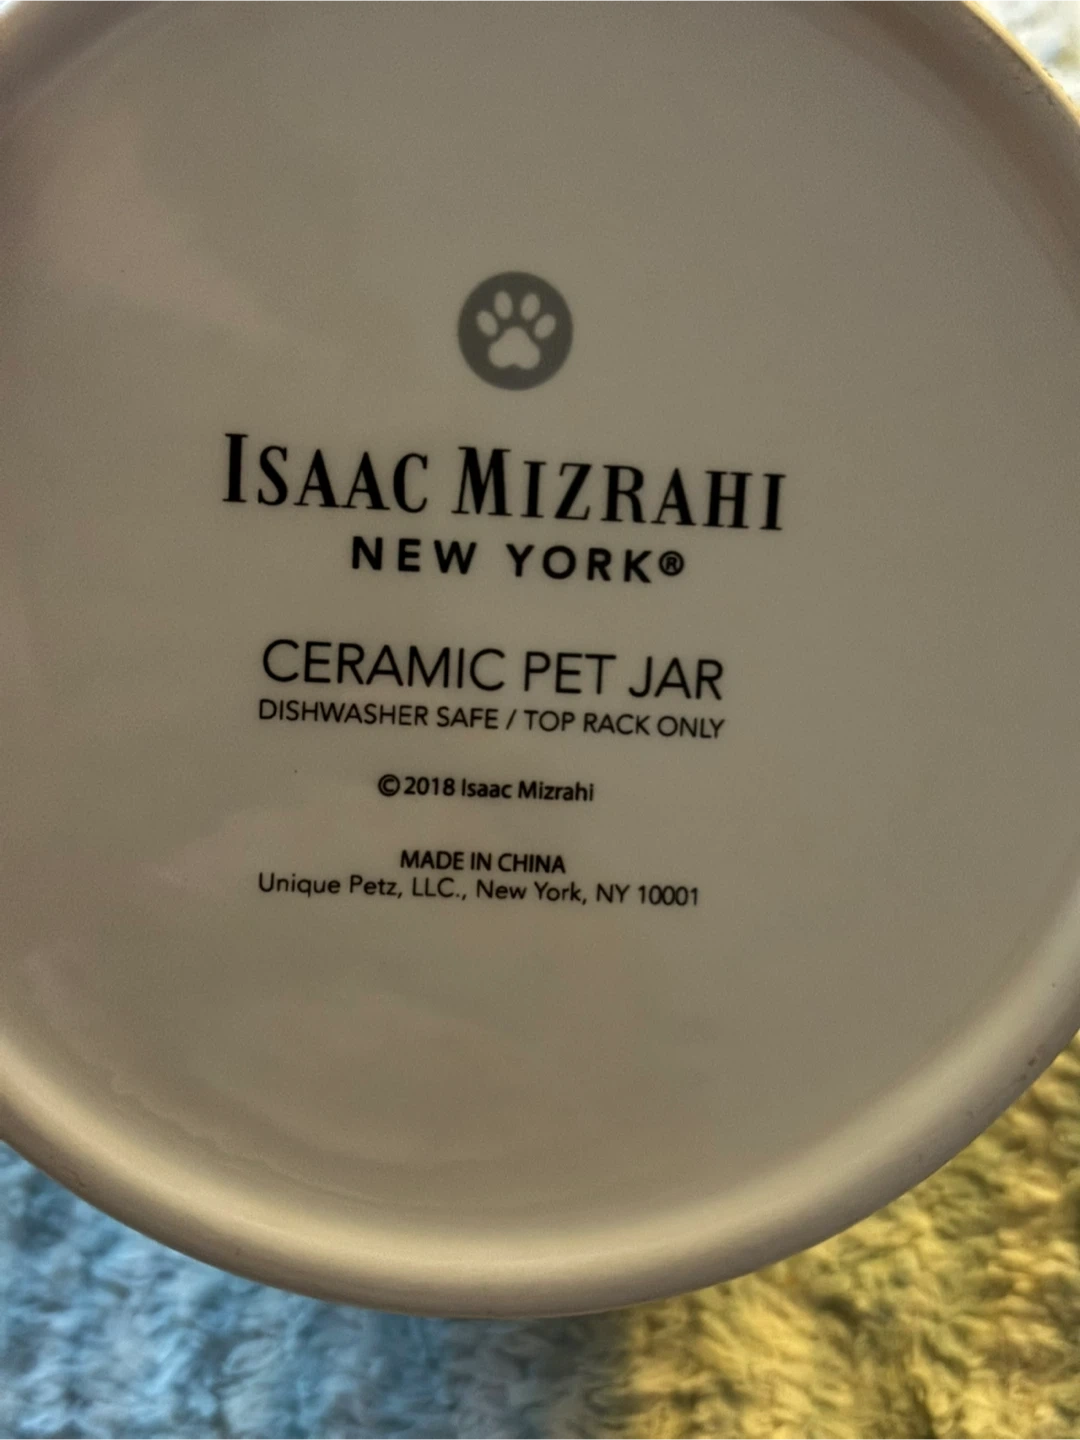 ISAAC MIZRAHI
NEW YORK®
CERAMIC PET JAR
DISHWASHER SAFE / TOP RACK ONLY
©2018 Isaac Mizrahi
MADE IN CHINA
Unique Petz, LLC., New York, NY 10001